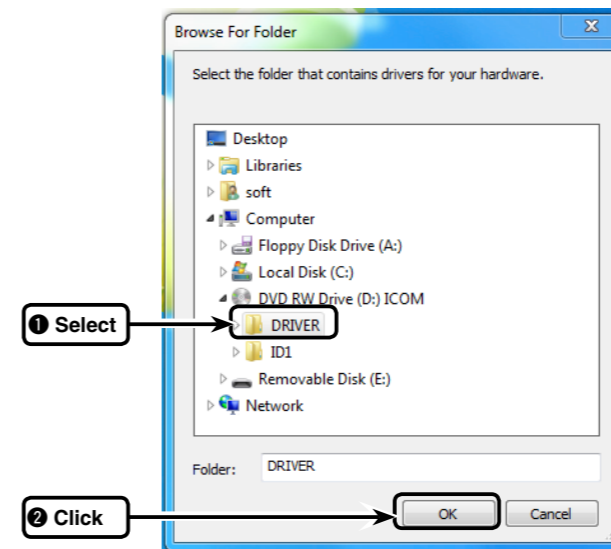 Browse For Folder
Select the folder that contains drivers for your hardware.
Desktop
Libraries
soft
Computer
Floppy Disk Drive (A:)
Local Disk (C:)
DVD RW Drive (D:) ICOM
❶ Select
DRIVER
ID1
Removable Disk (E:)
Network
Folder: DRIVER
❷ Click
OK Cancel